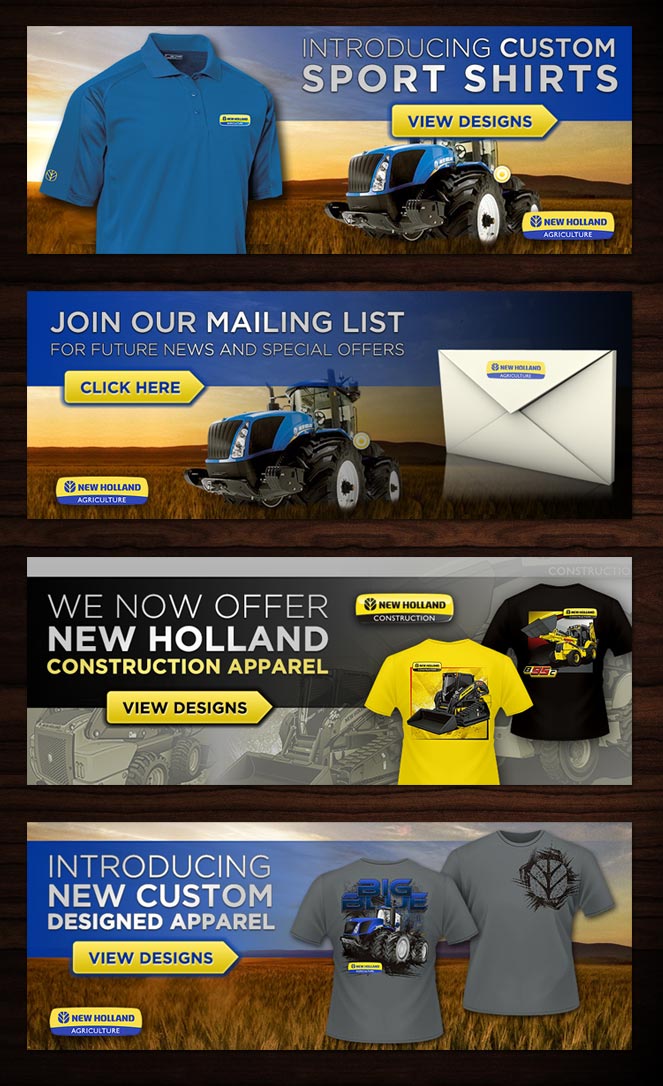 INTRODUCING CUSTOM
SPORT SHIRTS
VIEW DESIGNS
NEW HOLLAND
AGRICULTURE
NEW HOLLAND
AGRICULTURE
JOIN OUR MAILING LIST
FOR FUTURE NEWS AND SPECIAL OFFERS
CLICK HERE
NEW HOLLAND
AGRICULTURE
NEW HOLLAND
AGRICULTURE
CONSTRUCTIO
WE NOW OFFER
NEW HOLLAND
CONSTRUCTION APPAREL
VIEW DESIGNS
NEW HOLLAND
CONSTRUCTION
NEW HOLLAND
NEW HOLLAND
INTRODUCING
NEW CUSTOM
DESIGNED APPAREL
VIEW DESIGNS
BIG
BLUE
NEW HOLLAND
NEW HOLLAND
AGRICULTURE